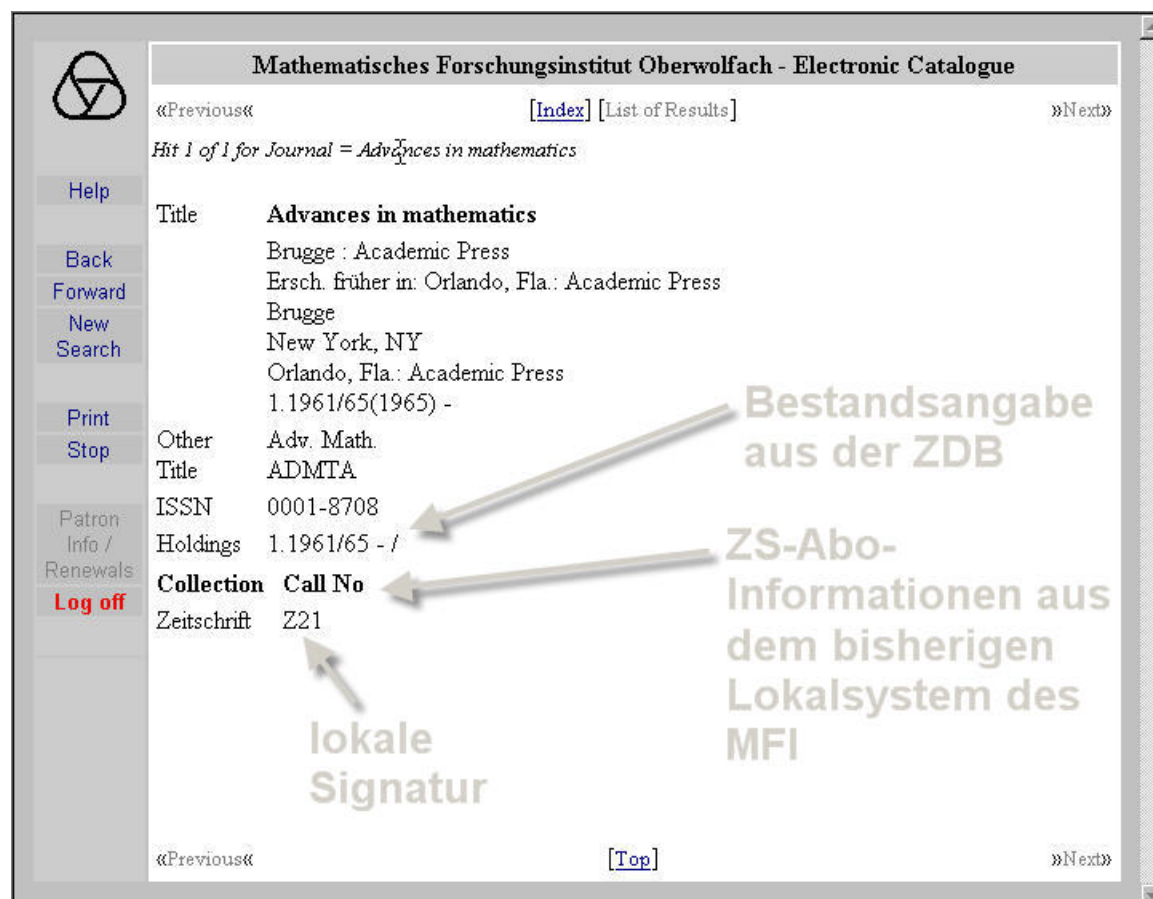 Mathematisches Forschungsinstitut Oberwolfach - Electronic Catalogue
«Previous« [Index] [List of Results] »Next»
Hit 1 of 1 for Journal = Advances in mathematics
Help
Back
Forward
New
Search
Print
Stop
Patron
Info /
Renewals
Log off
Title Advances in mathematics
Brugge : Academic Press
Ersch. früher in: Orlando, Fla.: Academic Press
Brugge
New York, NY
Orlando, Fla.: Academic Press
1.1961/65(1965) -
Other Adv. Math.
Title ADMTA
ISSN 0001-8708
Holdings 1.1961/65 - /
Collection Call No
Zeitschrift Z21
Bestandsangabe
aus der ZDB
ZS-Abo-
Informationen aus
dem bisherigen
Lokalsystem des
MFI
lokale
Signatur
«Previous« [Top] »Next»